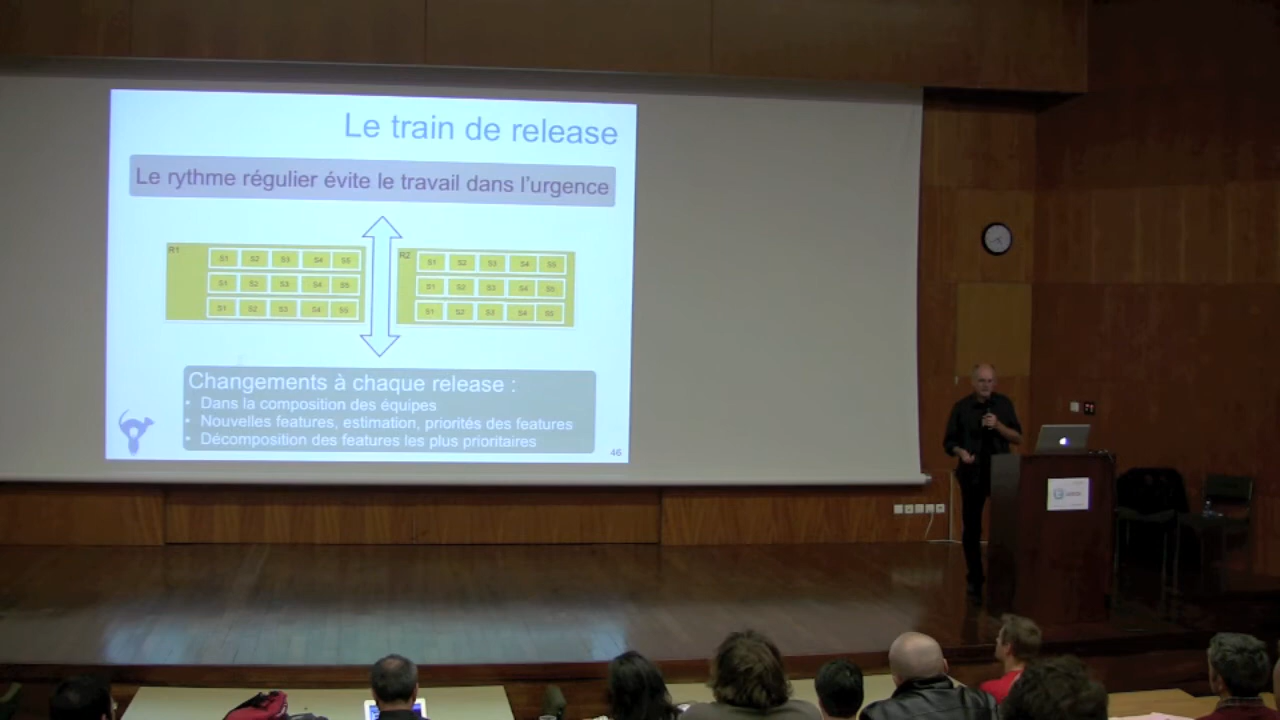 Le train de release
Le rythme régulier évite le travail dans l'urgence
R1
S1 S2 S3 S4 S5
S1 S2 S3 S4 S5
S1 S2 S3 S4 S5
R2
S1 S2 S3 S4 S5
S1 S2 S3 S4 S5
S1 S2 S3 S4 S5
Changements à chaque release :
• Dans la composition des équipes
• Nouvelles features, estimation, priorités des features
• Décomposition des features les plus prioritaires
46